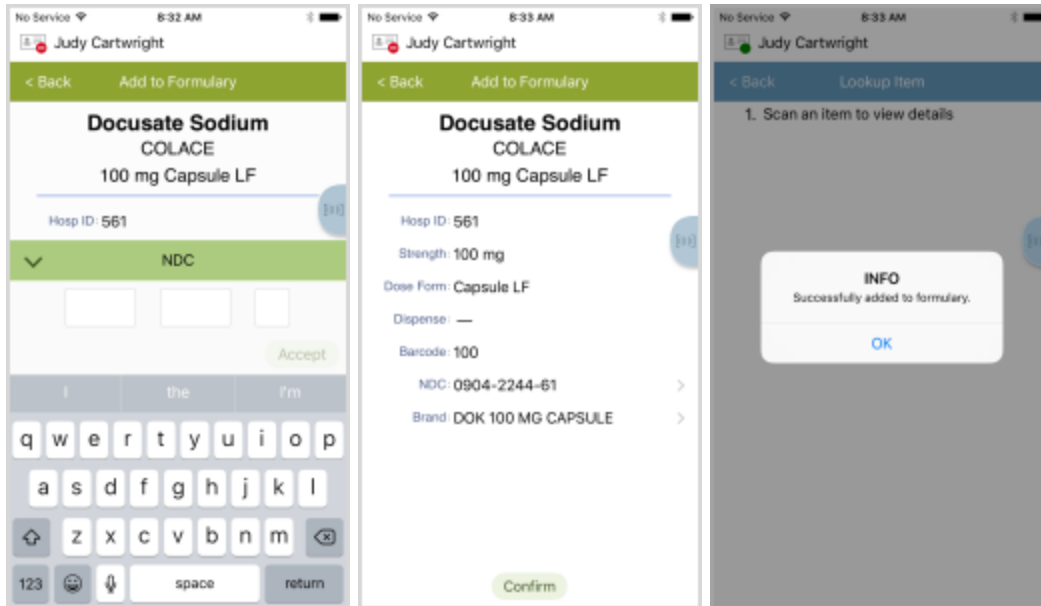 No Service 8:32 AM
Judy Cartwright
< Back Add to Formulary
Docusate Sodium
COLACE
100 mg Capsule LF
Hosp ID: 561
NDC
Accept
I the I'm
q w e r t y u i o p
a s d f g h j k l
z x c v b n m
123 space return
No Service 8:33 AM
Judy Cartwright
< Back Add to Formulary
Docusate Sodium
COLACE
100 mg Capsule LF
Hosp ID: 561
Strength: 100 mg
Dose Form: Capsule LF
Dispense: —
Barcode: 100
NDC: 0904-2244-61 >
Brand: DOK 100 MG CAPSULE >
Confirm
No Service 8:33 AM
Judy Cartwright
< Back Lookup Item
1. Scan an item to view details
INFO
Successfully added to formulary.
OK